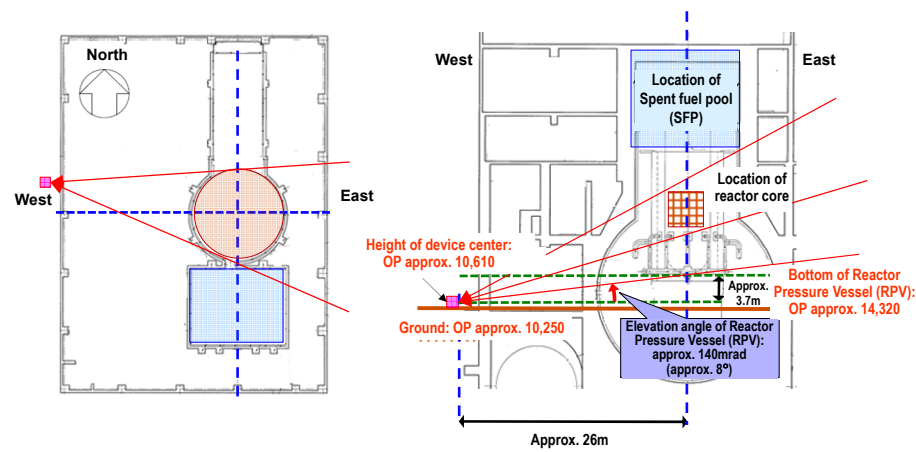 North
West
East
West
East
Location of
Spent fuel pool
(SFP)
Location of
reactor core
Height of device center:
OP approx. 10,610
Ground: OP approx. 10,250
Approx.
3.7m
Bottom of Reactor
Pressure Vessel (RPV):
OP approx. 14,320
Elevation angle of Reactor
Pressure Vessel (RPV):
approx. 140mrad
(approx. 8°)
Approx. 26m